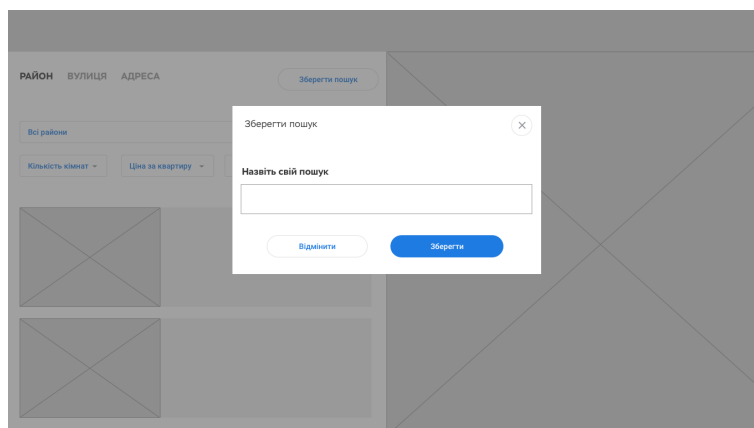 РАЙОН ВУЛИЦЯ АДРЕСА
Зберегти пошук
Всі райони
Кількість кімнат Ціна за квартиру
Зберегти пошук
Назвіть свій пошук
Відмінити Зберегти